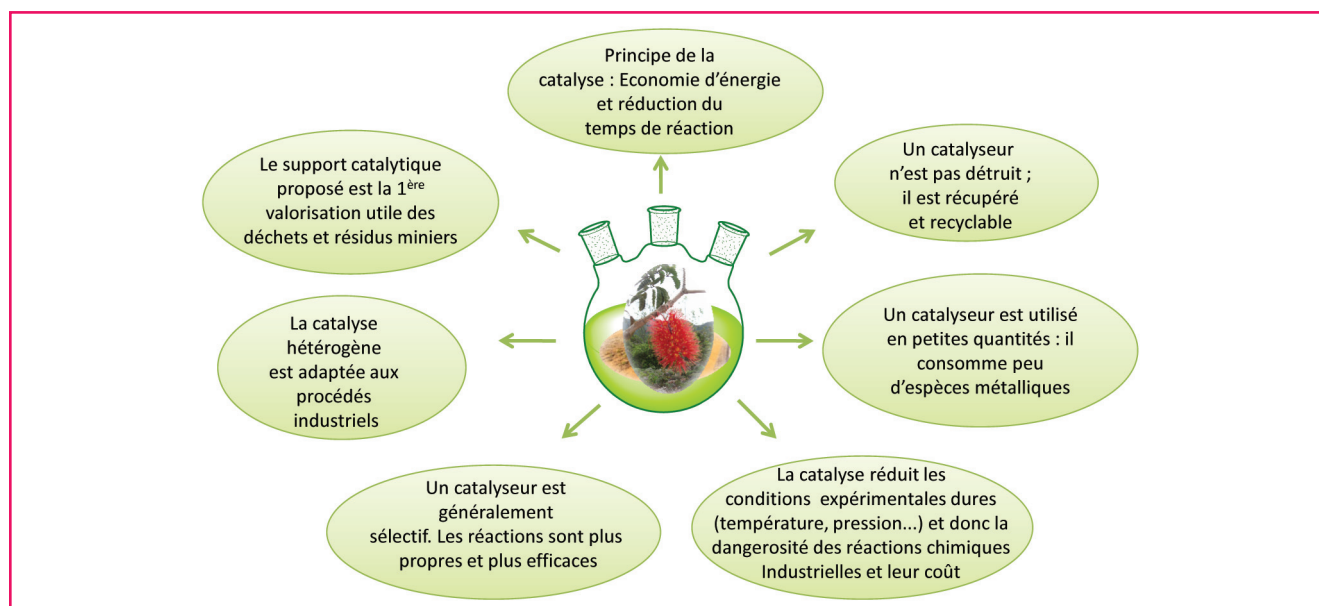 Principe de la
catalyse : Economie d'énergie
et réduction du
temps de réaction
Le support catalytique
proposé est la 1ère
valorisation utile des
déchets et résidus miniers
Un catalyseur
n'est pas détruit ;
il est récupéré
et recyclable
La catalyse
hétérogène
est adaptée aux
procédés
industriels
Un catalyseur est utilisé
en petites quantités : il
consomme peu
d'espèces métalliques
Un catalyseur est
généralement
sélectif. Les réactions sont plus
propres et plus efficaces
La catalyse réduit les
conditions expérimentales dures
(température, pression...) et donc la
dangerosité des réactions chimiques
Industrielles et leur coût